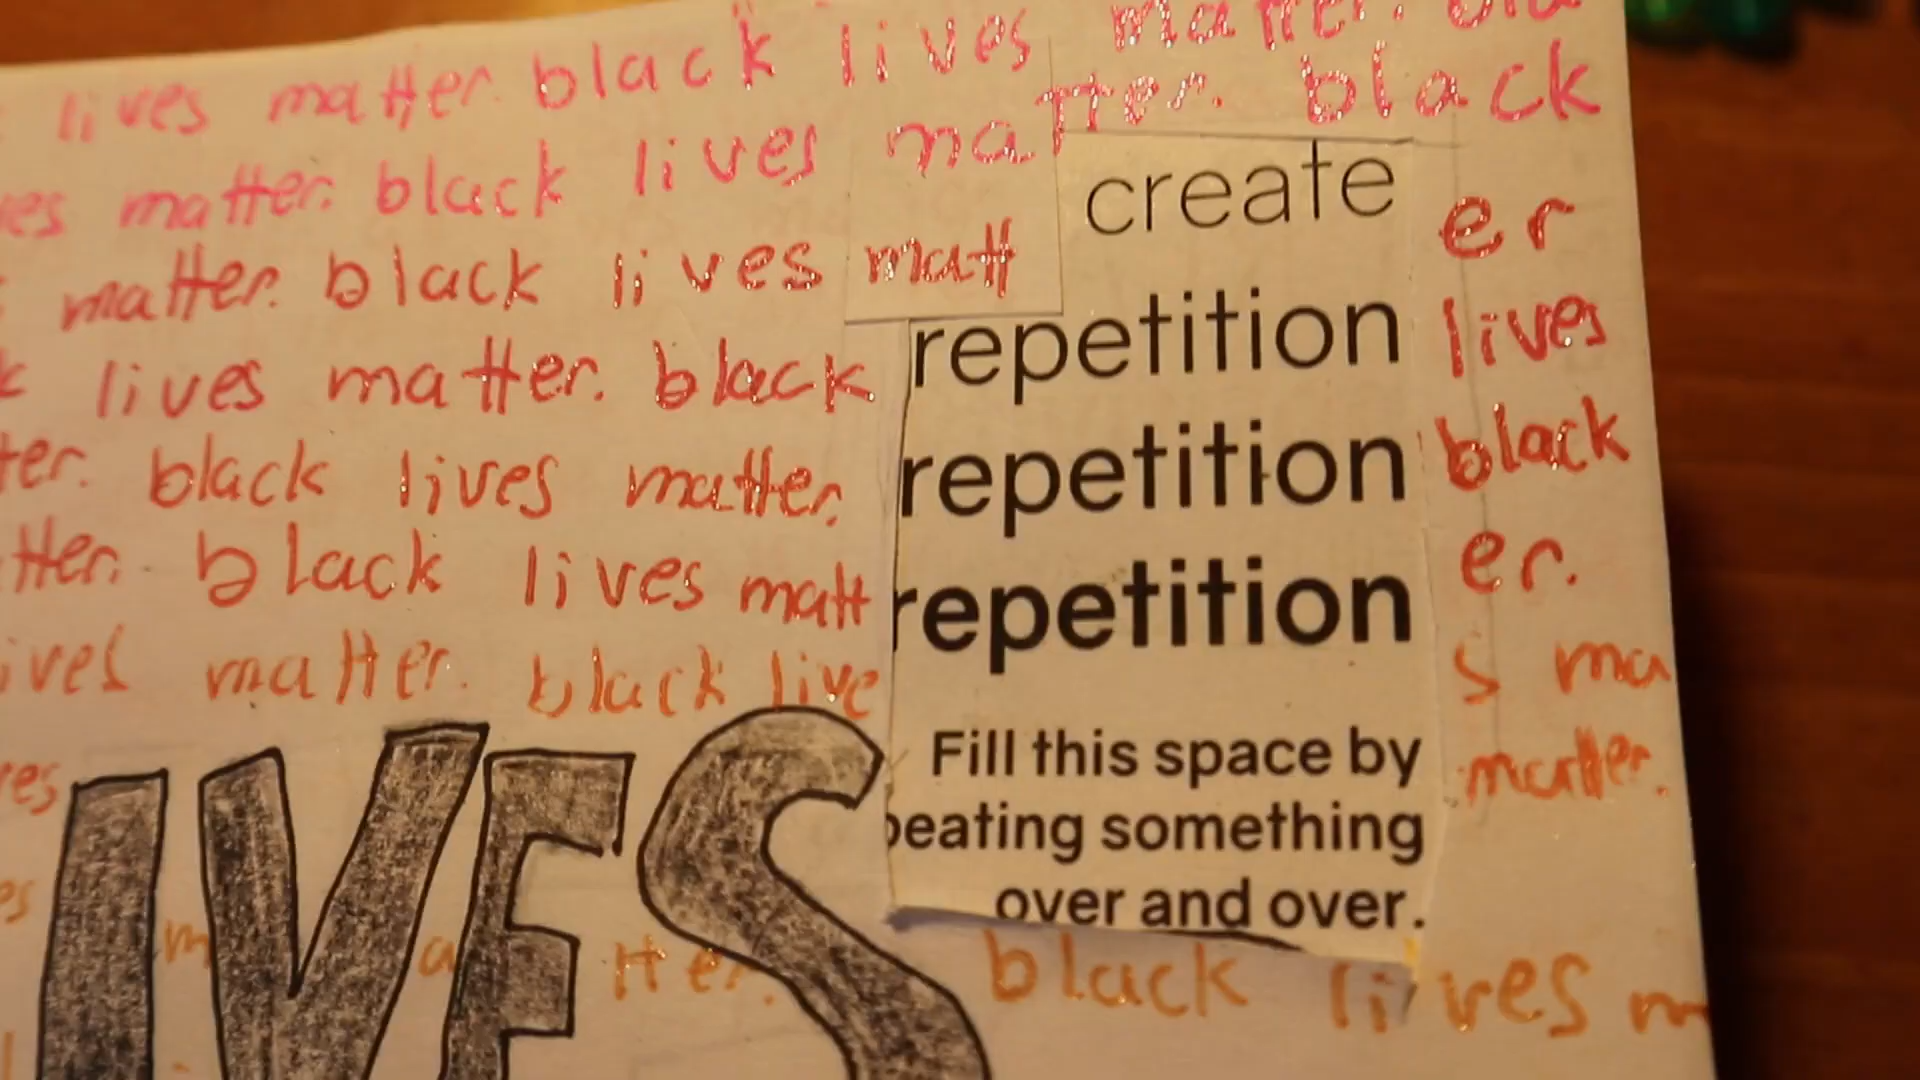 lives matter. black lives matter. bla
ves matter. black lives matter. black
matter. black lives matt er
lives matter. black lives
ter. black lives matter. black
tter. black lives matt er.
ives matter. black live s ma
matter.
create
repetition
repetition
repetition
Fill this space by
peating something
over and over.
IVES
es
matter. black lives m